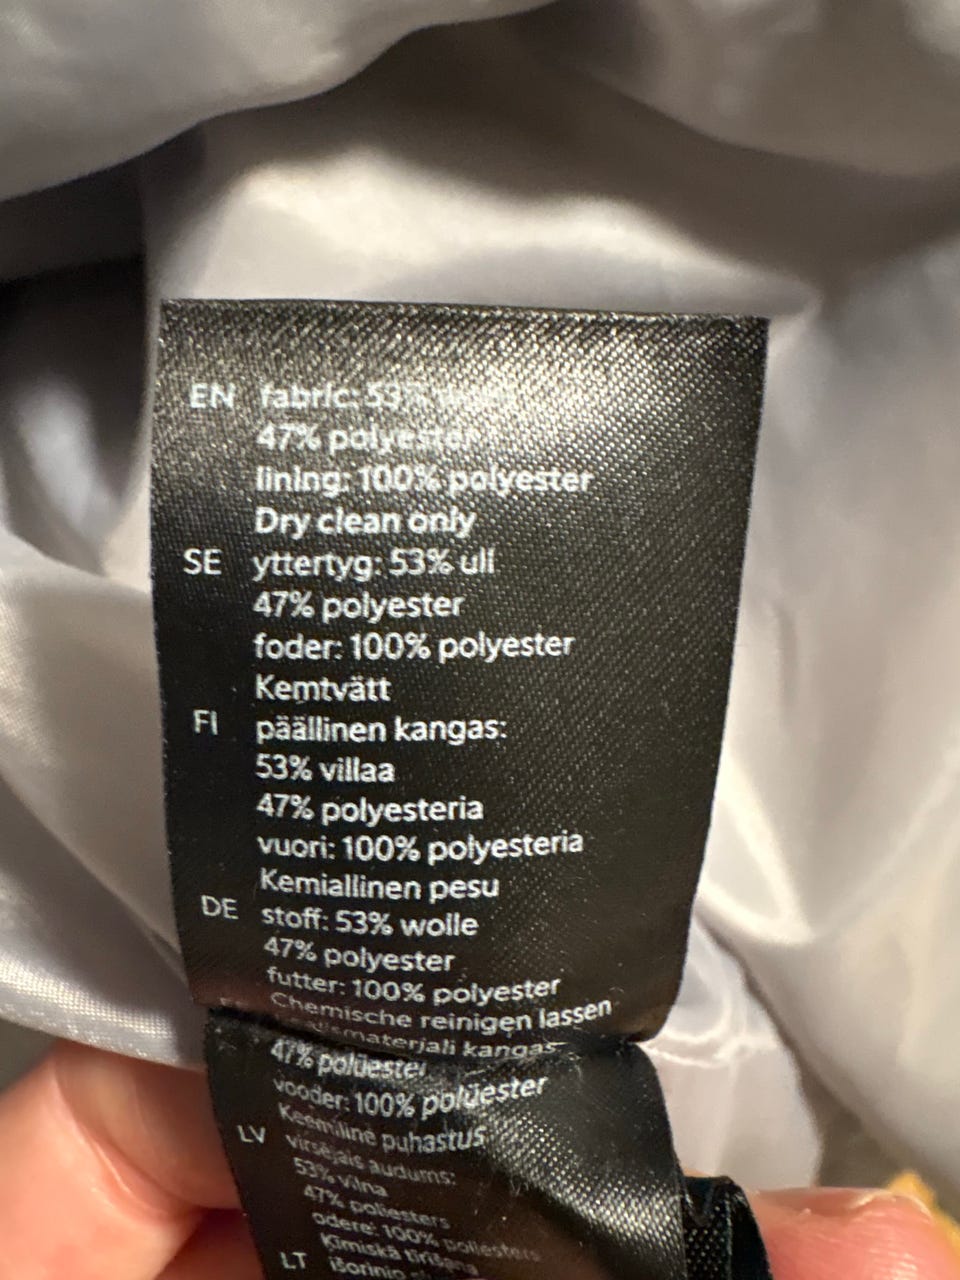 EN fabric: 53% wool
47% polyester
lining: 100% polyester
Dry clean only
SE yttertyg: 53% ull
47% polyester
foder: 100% polyester
Kemtvätt
FI päällinen kangas:
53% villaa
47% polyesteria
vuori: 100% polyesteria
Kemiallinen pesu
DE stoff: 53% wolle
47% polyester
futter: 100% polyester
Chemische reinigen lassen
kangas:
47% polüester
vooder: 100% polüester
Keemiline puhastus
LV virsējais audums:
53% vilna
47% poliesters
odere: 100% poliesters
Ķīmiskā tīrīšana
LT išorinio